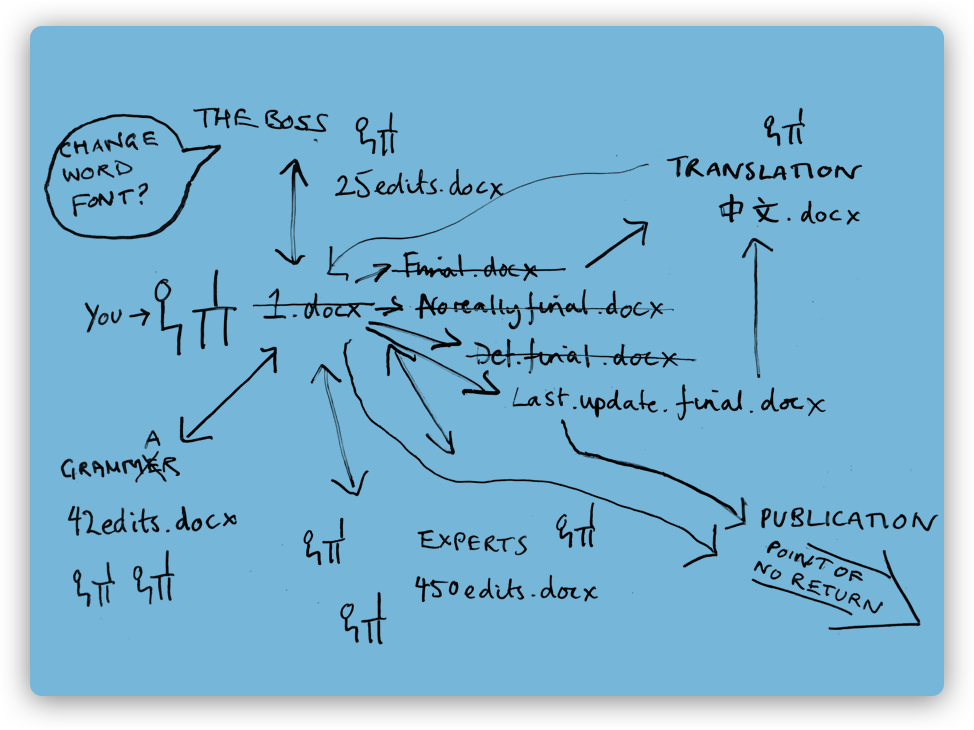 THE BOSS
CHANGE
WORD
FONT?
25edits.docx
TRANSLATION
中文.docx
Final.docx
You
1.docx
No really final.docx
Def.final.docx
Last.update.final.docx
A
GRAMMER
42edits.docx
EXPERTS
450edits.docx
PUBLICATION
POINT OF
NO RETURN